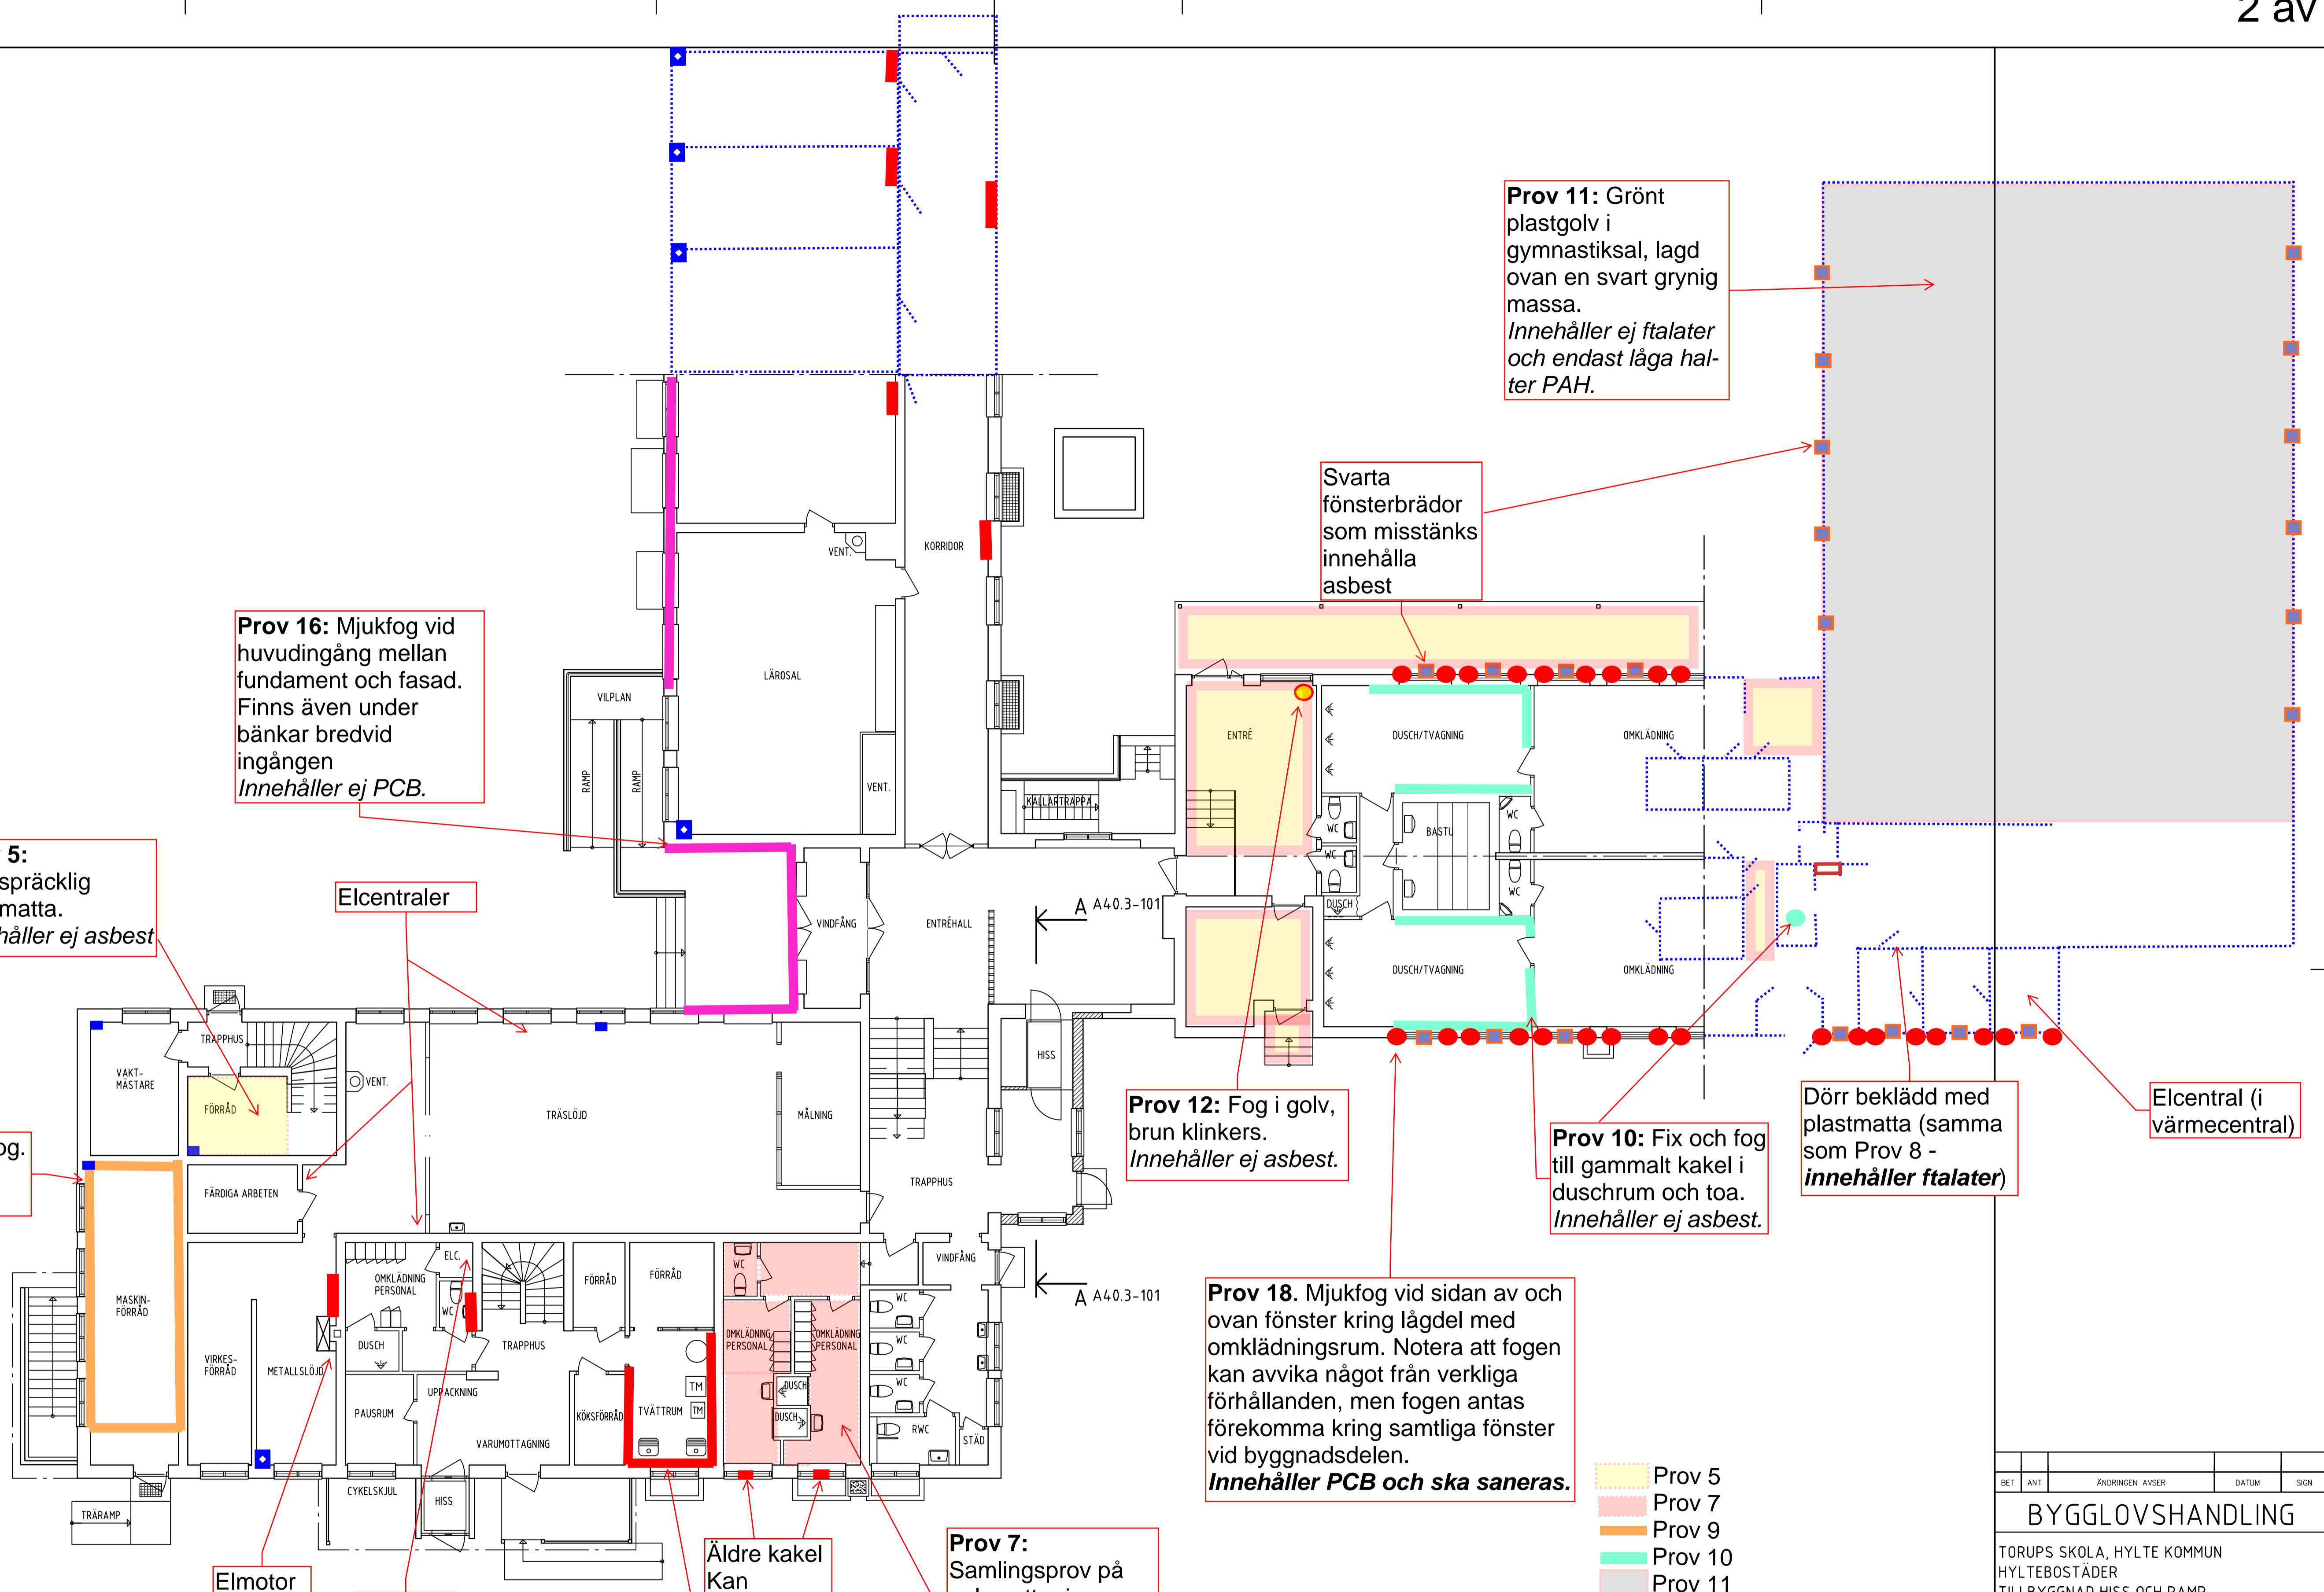 2 av
Prov 11: Grönt
plastgolv i
gymnastiksal, lagd
ovan en svart grynig
massa.
Innehåller ej ftalater
och endast låga hal-
ter PAH.
Svarta
fönsterbrädor
som misstänks
innehålla
asbest
Prov 16: Mjukfog vid
huvudingång mellan
fundament och fasad.
Finns även under
bänkar bredvid
ingången
Innehåller ej PCB.
5:
matta.
Elcentraler
VENT.
KORRIDOR
LÄROSAL
VILPLAN
RAMP
RAMP
VENT.
KÄLLARTRAPPA
ENTRÉ
DUSCH/TVAGNING
OMKLÄDNING
WC
BASTU
WC
WC
WC
DUSCH
DUSCH/TVAGNING
OMKLÄDNING
VINDFÅNG
ENTRÉHALL
A A40.3-101
HISS
TRAPPHUS
VAKT-
MÄSTARE
VENT.
FÖRRÅD
TRÄSLÖJD
MÅLNING
FÄRDIGA ARBETEN
TRAPPHUS
Prov 12: Fog i golv,
brun klinkers.
Innehåller ej asbest.
Prov 10: Fix och fog
till gammalt kakel i
duschrum och toa.
Innehåller ej asbest.
Dörr beklädd med
plastmatta (samma
som Prov 8 -
innehåller ftalater)
Elcentral (i
värmecentral)
MASKIN-
FÖRRÅD
VIRKES-
FÖRRÅD
METALLSLÖJD
OMKLÄDNING
PERSONAL
ELC.
WC
DUSCH
PAUSRUM
UPPACKNING
TRAPPHUS
FÖRRÅD
FÖRRÅD
VARUMOTTAGNING
KÖKSFÖRRÅD
TVÄTTRUM
TM
TM
WC
OMKLÄDNING
PERSONAL
OMKLÄDNING
PERSONAL
DUSCH
DUSCH
VINDFÅNG
WC
WC
WC
RWC
STÄD
A A40.3-101
CYKELSKJUL
HISS
TRÄRAMP
Prov 18. Mjukfog vid sidan av och
ovan fönster kring lågdel med
omklädningsrum. Notera att fogen
kan avvika något från verkliga
förhållanden, men fogen antas
förekomma kring samtliga fönster
vid byggnadsdelen.
Innehåller PCB och ska saneras.
Elmotor
Äldre kakel
Kan
Prov 7:
Samlingsprov på
Prov 5
Prov 7
Prov 9
Prov 10
Prov 11
BET ANT ÄNDRINGEN AVSER DATUM SIGN
BYGGLOVSHANDLING
TORUPS SKOLA, HYLTE KOMMUN
HYLTEBOSTÄDER
TILLBYGGNAD HISS OCH RAMP